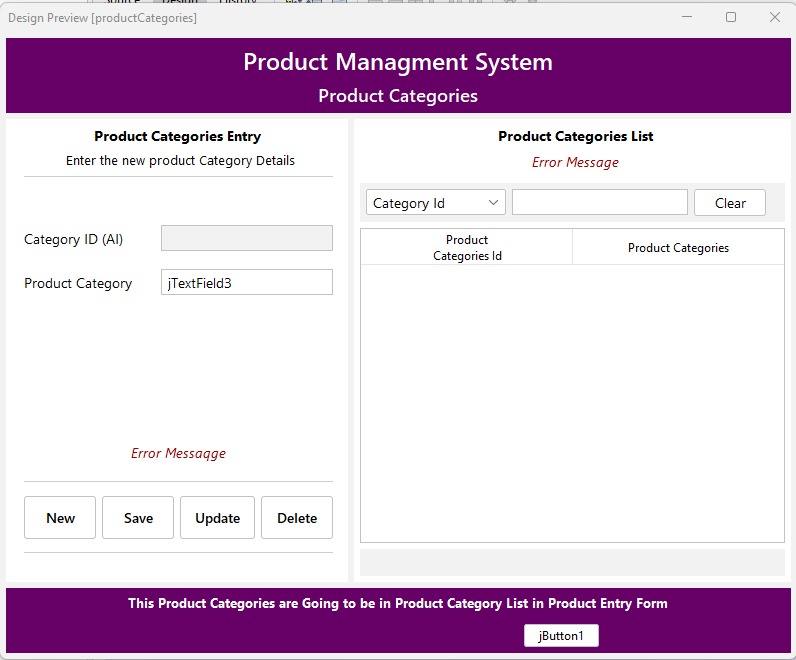 Design Preview [productCategories]
Product Managment System
Product Categories
Product Categories Entry
Enter the new product Category Details
Category ID (AI)
Product Category
jTextField3
Error Messaqge
New
Save
Update
Delete
Product Categories List
Error Message
Category Id
Clear
Product
Categories Id
Product Categories
This Product Categories are Going to be in Product Category List in Product Entry Form
jButton1